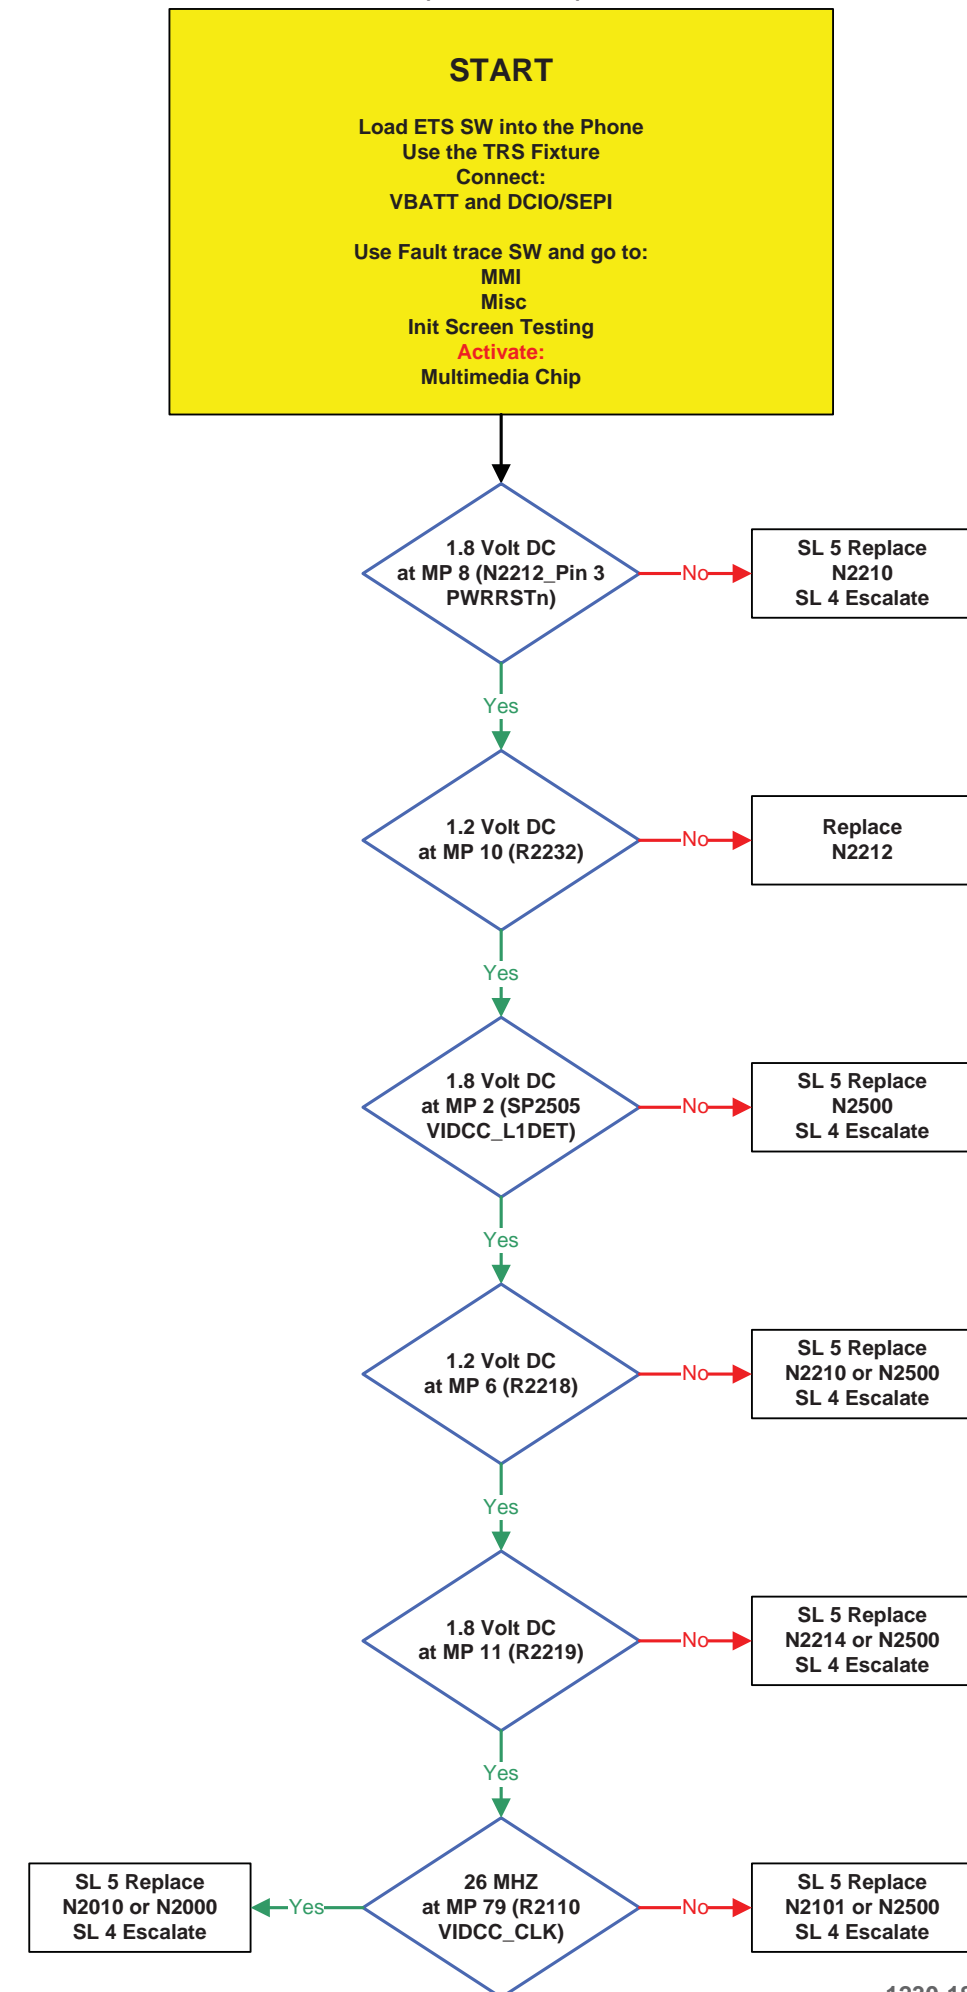 START
Load ETS SW into the Phone
Use the TRS Fixture
Connect:
VBATT and DCIO/SEPI
Use Fault trace SW and go to:
MMI
Misc
Init Screen Testing
Activate:
Multimedia Chip
1.8 Volt DC
at MP 8 (N2212_Pin 3
PWRRSTn)
No
SL 5 Replace
N2210
SL 4 Escalate
Yes
1.2 Volt DC
at MP 10 (R2232)
No
Replace
N2212
Yes
1.8 Volt DC
at MP 2 (SP2505
VIDCC_L1DET)
No
SL 5 Replace
N2500
SL 4 Escalate
Yes
1.2 Volt DC
at MP 6 (R2218)
No
SL 5 Replace
N2210 or N2500
SL 4 Escalate
Yes
1.8 Volt DC
at MP 11 (R2219)
No
SL 5 Replace
N2214 or N2500
SL 4 Escalate
Yes
SL 5 Replace
N2010 or N2000
SL 4 Escalate
Yes
26 MHZ
at MP 79 (R2110
VIDCC_CLK)
No
SL 5 Replace
N2101 or N2500
SL 4 Escalate